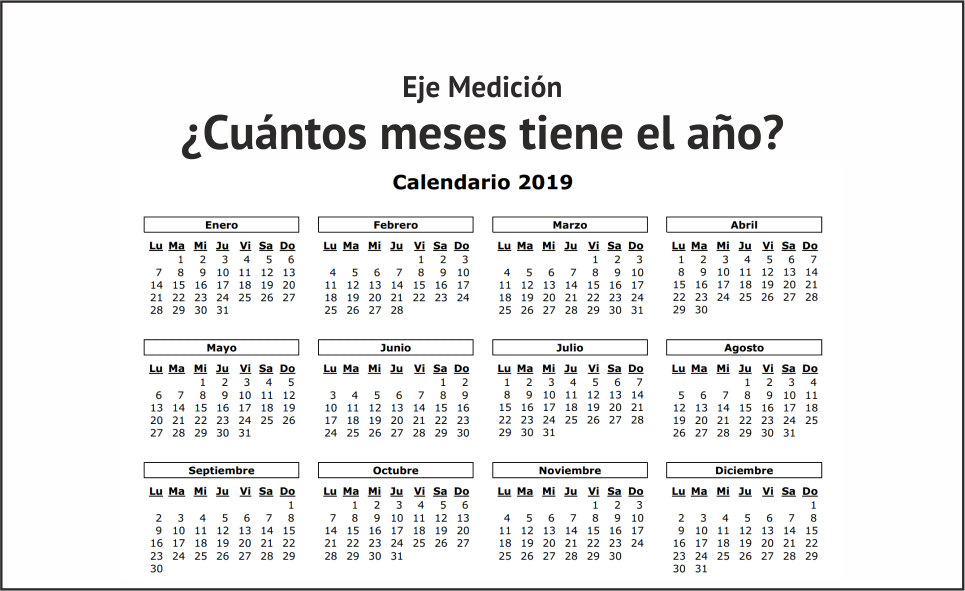 Eje Medición
¿Cuántos meses tiene el año?
Calendario 2019
Enero Febrero Marzo Abril
Lu Ma Mi Ju Vi Sa Do Lu Ma Mi Ju Vi Sa Do Lu Ma Mi Ju Vi Sa Do Lu Ma Mi Ju Vi Sa Do
1 2 3 4 5 6 1 2 3 1 2 3 1 2 3 4 5 6 7
7 8 9 10 11 12 13 4 5 6 7 8 9 10 4 5 6 7 8 9 10 8 9 10 11 12 13 14
14 15 16 17 18 19 20 11 12 13 14 15 16 17 11 12 13 14 15 16 17 15 16 17 18 19 20 21
21 22 23 24 25 26 27 18 19 20 21 22 23 24 18 19 20 21 22 23 24 22 23 24 25 26 27 28
28 29 30 31 25 26 27 28 25 26 27 28 29 30 31 29 30
Mayo Junio Julio Agosto
Lu Ma Mi Ju Vi Sa Do Lu Ma Mi Ju Vi Sa Do Lu Ma Mi Ju Vi Sa Do Lu Ma Mi Ju Vi Sa Do
1 2 3 4 5 1 2 1 2 3 4 5 6 7 1 2 3 4
6 7 8 9 10 11 12 3 4 5 6 7 8 9 8 9 10 11 12 13 14 5 6 7 8 9 10 11
13 14 15 16 17 18 19 10 11 12 13 14 15 16 15 16 17 18 19 20 21 12 13 14 15 16 17 18
20 21 22 23 24 25 26 17 18 19 20 21 22 23 22 23 24 25 26 27 28 19 20 21 22 23 24 25
27 28 29 30 31 24 25 26 27 28 29 30 29 30 31 26 27 28 29 30 31
Septiembre Octubre Noviembre Diciembre
Lu Ma Mi Ju Vi Sa Do Lu Ma Mi Ju Vi Sa Do Lu Ma Mi Ju Vi Sa Do Lu Ma Mi Ju Vi Sa Do
1 1 2 3 4 5 6 1 2 3 1
2 3 4 5 6 7 8 7 8 9 10 11 12 13 4 5 6 7 8 9 10 2 3 4 5 6 7 8
9 10 11 12 13 14 15 14 15 16 17 18 19 20 11 12 13 14 15 16 17 9 10 11 12 13 14 15
16 17 18 19 20 21 22 21 22 23 24 25 26 27 18 19 20 21 22 23 24 16 17 18 19 20 21 22
23 24 25 26 27 28 29 28 29 30 31 25 26 27 28 29 30 23 24 25 26 27 28 29
30 30 31